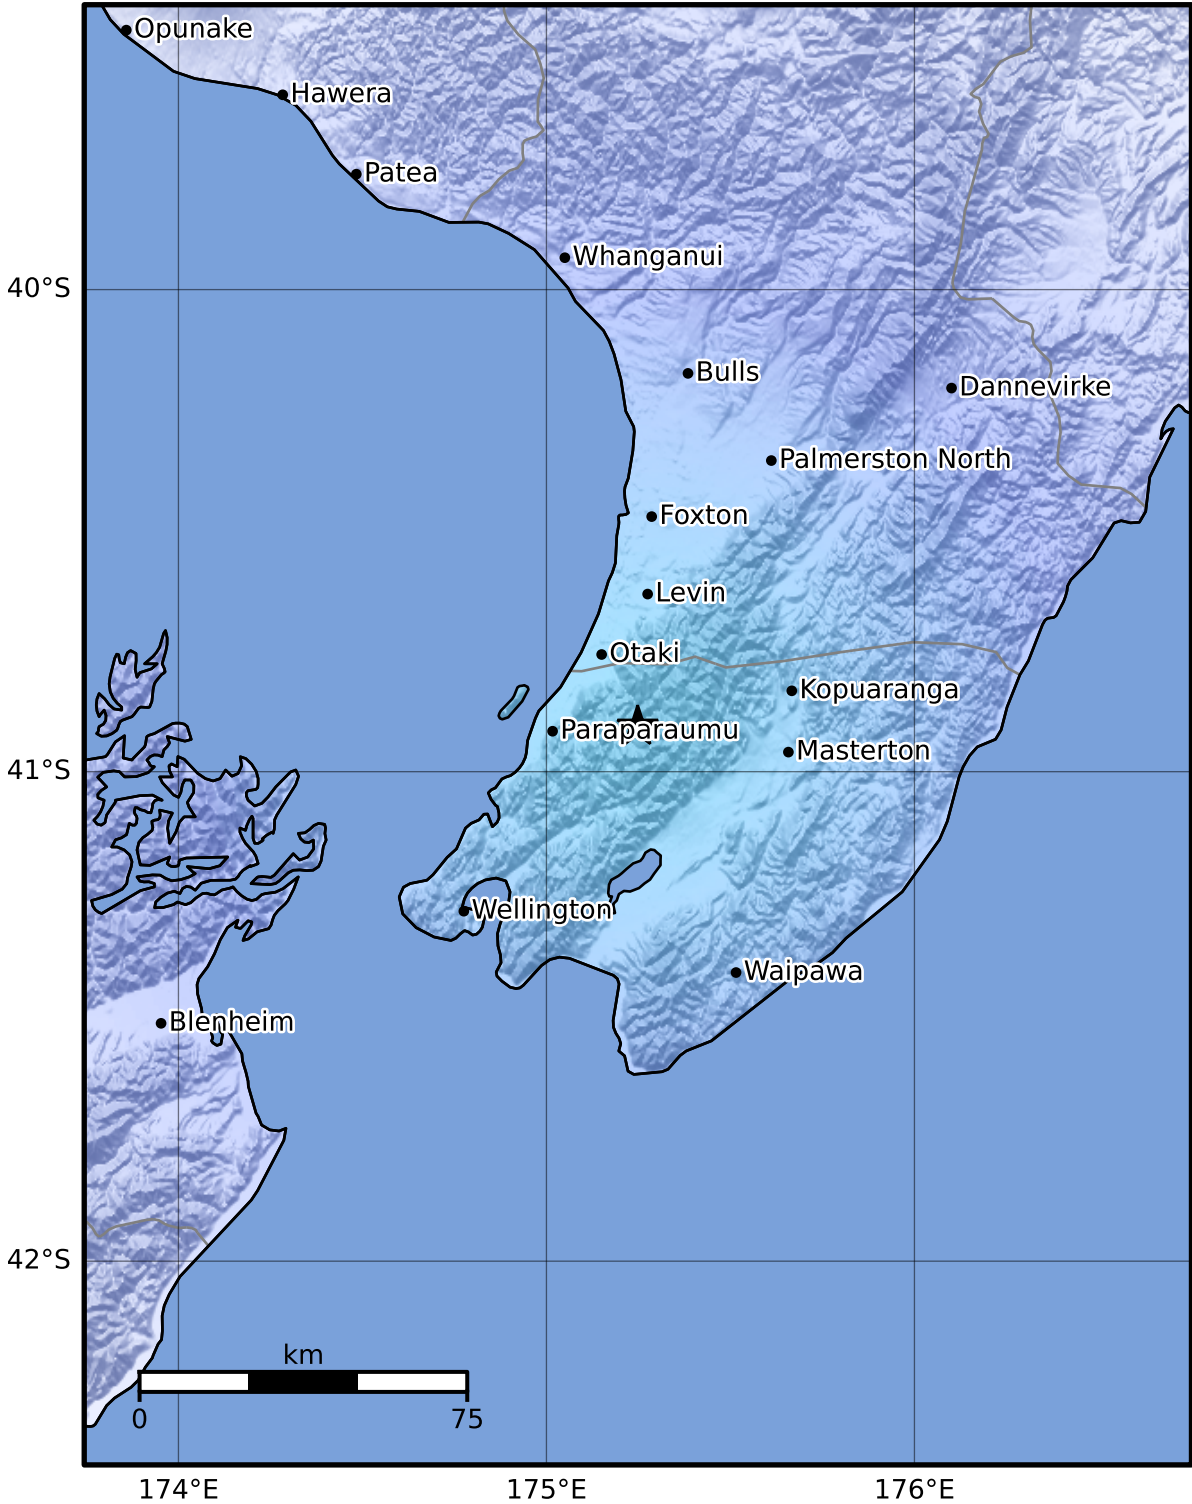 Opunake
Hawera
Patea
Whanganui
40°S
Bulls
Dannevirke
Palmerston North
Foxton
Levin
Otaki
Kopuaranga
Paraparaumu
Masterton
41°S
Wellington
Waipawa
Blenheim
42°S
km
0 75
174°E 175°E 176°E